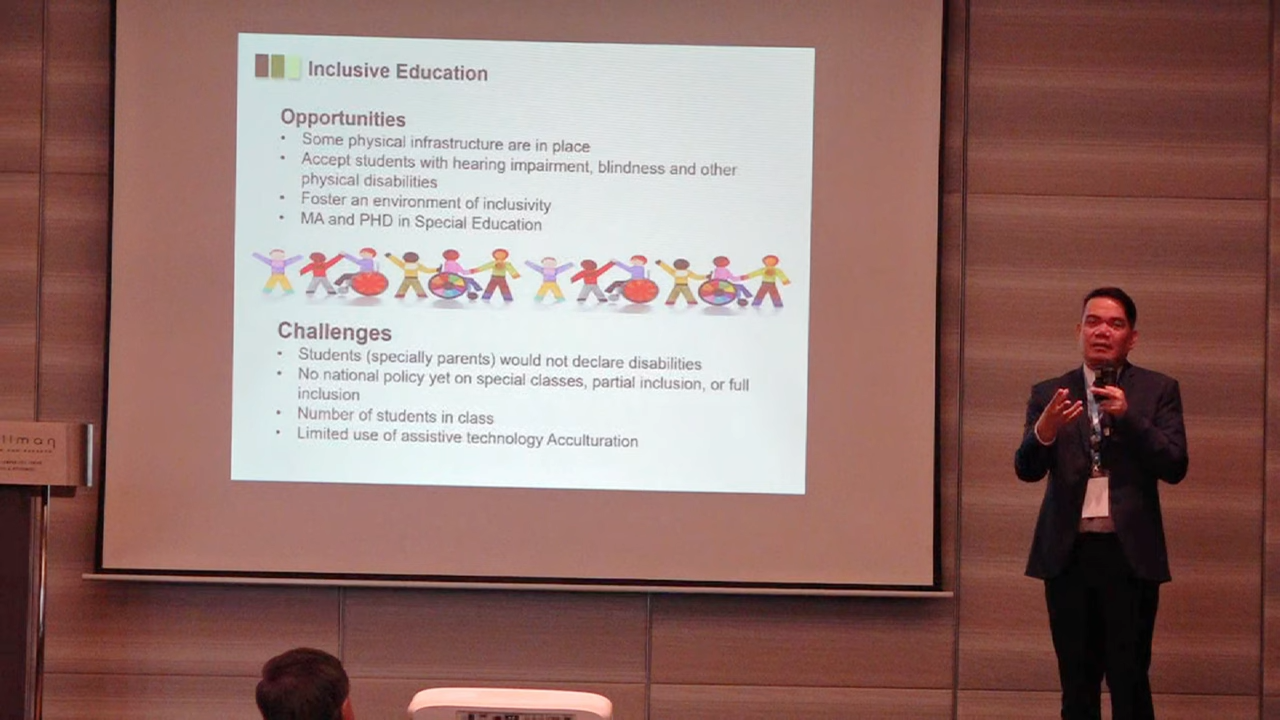 Inclusive Education
Opportunities
• Some physical infrastructure are in place
• Accept students with hearing impairment, blindness and other
physical disabilities
• Foster an environment of inclusivity
• MA and PHD in Special Education
Challenges
• Students (specially parents) would not declare disabilities
• No national policy yet on special classes, partial inclusion, or full
inclusion
• Number of students in class
• Limited use of assistive technology Acculturation
llman